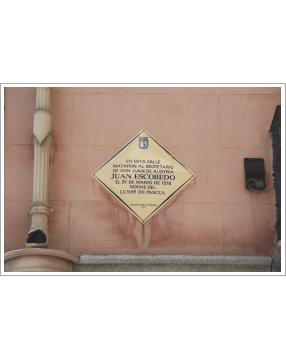 EN ESTA CALLE
MATARON AL SECRETARIO
DE DON JUAN DE AUSTRIA
JUAN ESCOBEDO
EL 31 DE MARZO DE 1578
NOCHE DEL
LUNES DE PASCUA